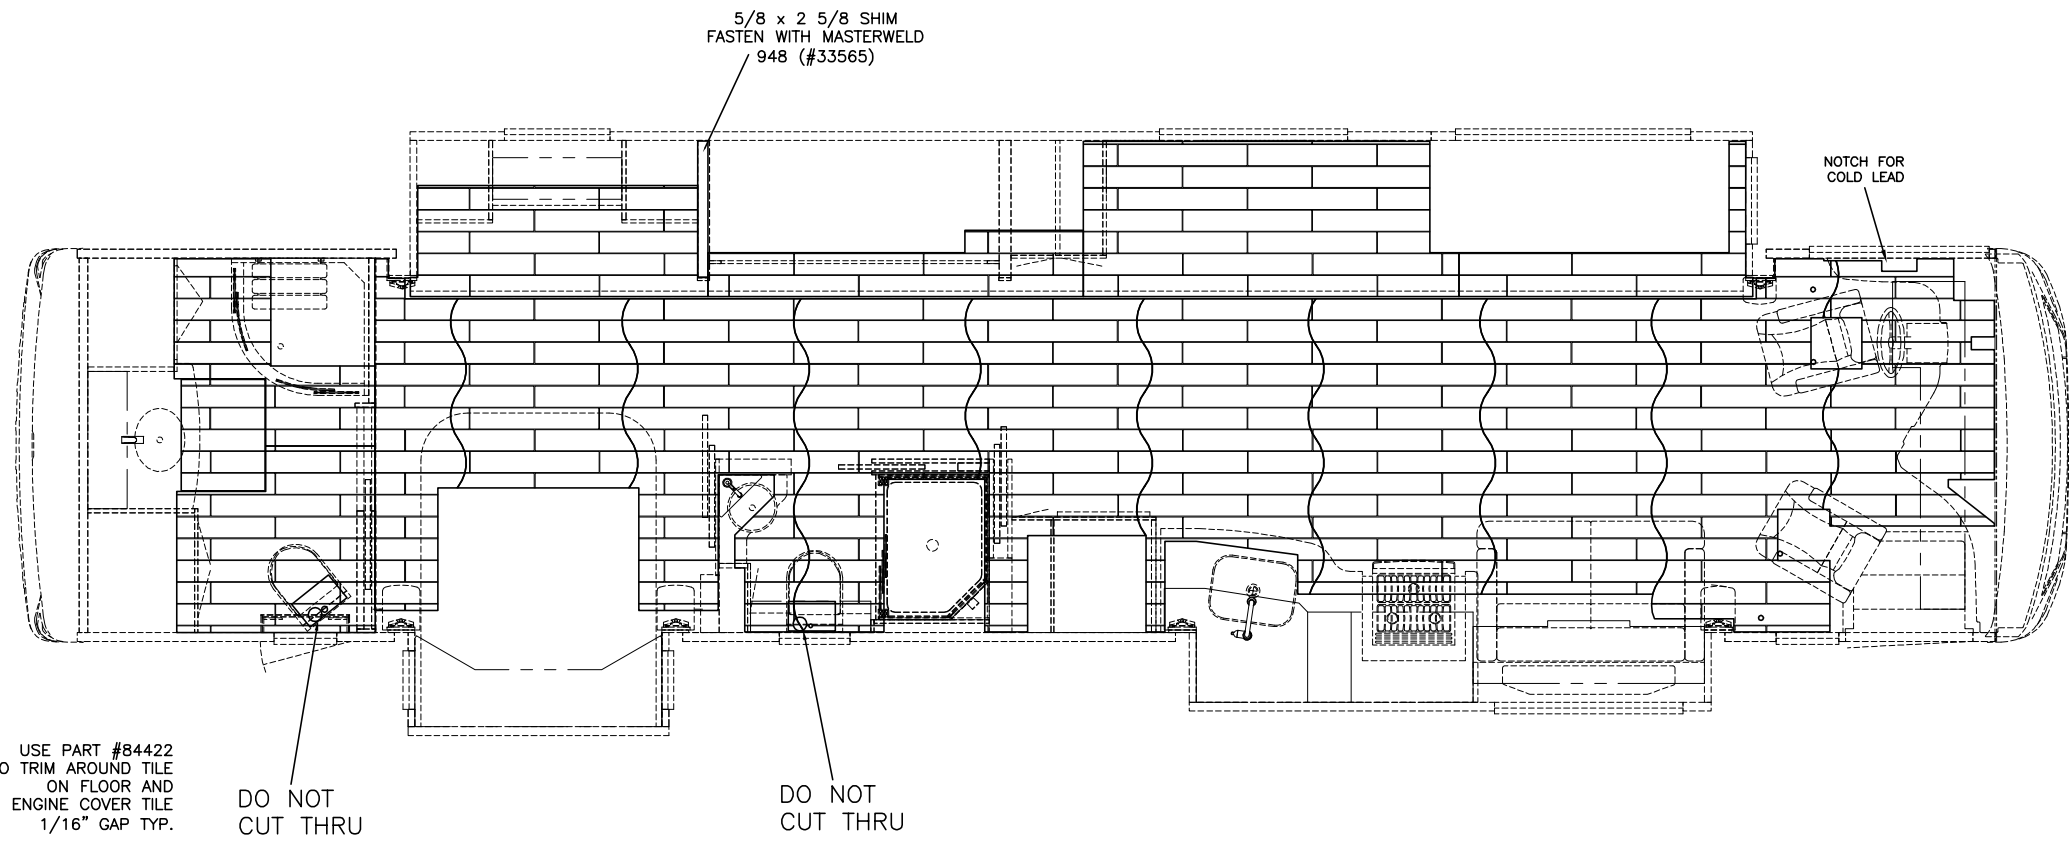 5/8 x 2 5/8 SHIM
FASTEN WITH MASTERWELD
948 (#33565)
NOTCH FOR
COLD LEAD
USE PART #84422
O TRIM AROUND TILE
ON FLOOR AND
ENGINE COVER TILE
1/16" GAP TYP.
DO NOT
CUT THRU
DO NOT
CUT THRU